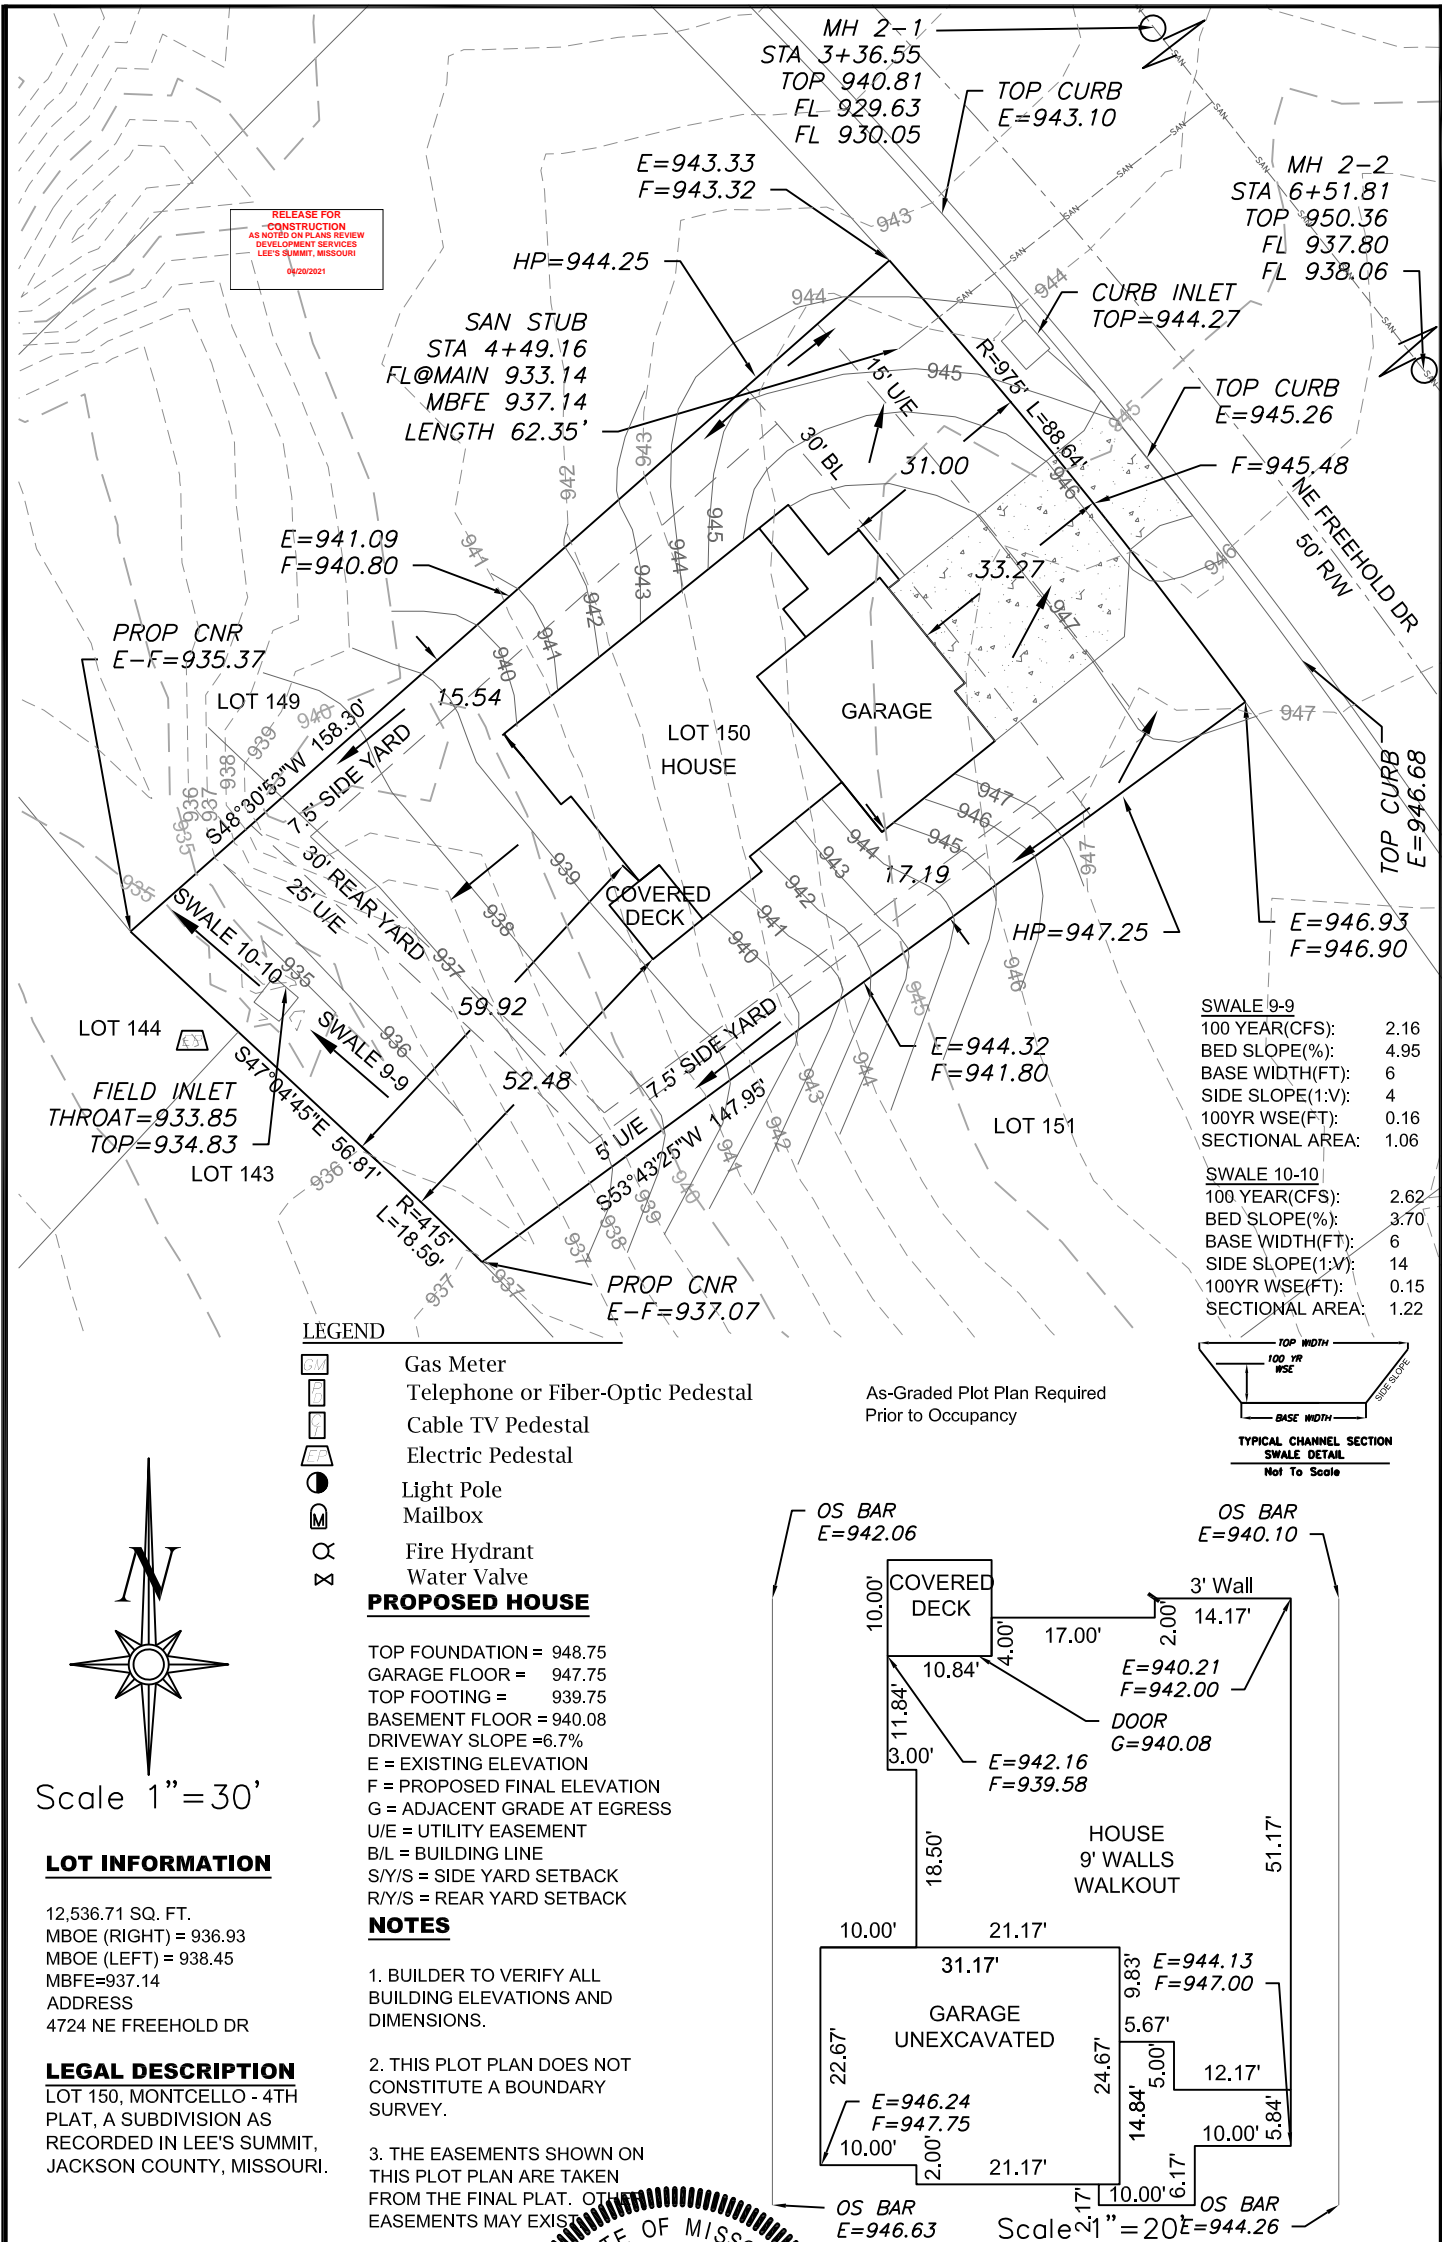 MH 2-1
STA 3+36.55
TOP 940.81
FL 929.63
FL 930.05
TOP CURB
E=943.10
E=943.33
F=943.32
MH 2-2
STA 6+51.81
TOP 950.36
FL 937.80
FL 938.06
RELEASE FOR
CONSTRUCTION
AS NOTED ON PLANS REVIEW
DEVELOPMENT SERVICES
LEE'S SUMMIT, MISSOURI
04/20/2021
HP=944.25
CURB INLET
TOP=944.27
SAN STUB
STA 4+49.16
FL@MAIN 933.14
MBFE 937.14
LENGTH 62.35'
TOP CURB
E=945.26
F=945.48
R=975' L=88.64'
15' U/E
30' BL
31.00
33.27
NE FREEHOLD DR
50' R/W
E=941.09
F=940.80
PROP CNR
E-F=935.37
LOT 149
15.54
S48°30'53"W 158.30'
7.5' SIDE YARD
LOT 150
HOUSE
GARAGE
TOP CURB
E=946.68
30' REAR YARD
25' U/E
COVERED
DECK
17.19
HP=947.25
E=946.93
F=946.90
SWALE 10-10
SWALE 9-9
59.92
52.48
7.5' SIDE YARD
5' U/E
S53°43'25"W 147.95'
E=944.32
F=941.80
LOT 151
LOT 144
FIELD INLET
THROAT=933.85
TOP=934.83
LOT 143
S47°04'45"E 56.81'
R=415'
L=18.59'
PROP CNR
E-F=937.07
SWALE 9-9
100 YEAR(CFS): 2.16
BED SLOPE(%): 4.95
BASE WIDTH(FT): 6
SIDE SLOPE(1:V): 4
100YR WSE(FT): 0.16
SECTIONAL AREA: 1.06
SWALE 10-10
100 YEAR(CFS): 2.62
BED SLOPE(%): 3.70
BASE WIDTH(FT): 6
SIDE SLOPE(1:V): 14
100YR WSE(FT): 0.15
SECTIONAL AREA: 1.22
TOP WIDTH
100 YR
WSE
SIDE SLOPE
BASE WIDTH
TYPICAL CHANNEL SECTION
SWALE DETAIL
Not To Scale
LEGEND
GM Gas Meter
Telephone or Fiber-Optic Pedestal
Cable TV Pedestal
EP Electric Pedestal
Light Pole
M Mailbox
Fire Hydrant
Water Valve
As-Graded Plot Plan Required
Prior to Occupancy
N
Scale 1"=30'
PROPOSED HOUSE
TOP FOUNDATION = 948.75
GARAGE FLOOR = 947.75
TOP FOOTING = 939.75
BASEMENT FLOOR = 940.08
DRIVEWAY SLOPE =6.7%
E = EXISTING ELEVATION
F = PROPOSED FINAL ELEVATION
G = ADJACENT GRADE AT EGRESS
U/E = UTILITY EASEMENT
B/L = BUILDING LINE
S/Y/S = SIDE YARD SETBACK
R/Y/S = REAR YARD SETBACK
NOTES
1. BUILDER TO VERIFY ALL
BUILDING ELEVATIONS AND
DIMENSIONS.
2. THIS PLOT PLAN DOES NOT
CONSTITUTE A BOUNDARY
SURVEY.
3. THE EASEMENTS SHOWN ON
THIS PLOT PLAN ARE TAKEN
FROM THE FINAL PLAT. OTHER
EASEMENTS MAY EXIST.
LOT INFORMATION
12,536.71 SQ. FT.
MBOE (RIGHT) = 936.93
MBOE (LEFT) = 938.45
MBFE=937.14
ADDRESS
4724 NE FREEHOLD DR
LEGAL DESCRIPTION
LOT 150, MONTCELLO - 4TH
PLAT, A SUBDIVISION AS
RECORDED IN LEE'S SUMMIT,
JACKSON COUNTY, MISSOURI.
OS BAR
E=942.06
OS BAR
E=940.10
COVERED
DECK
10.00'
10.84'
4.00'
17.00'
2.00'
3' Wall
14.17'
E=940.21
F=942.00
DOOR
G=940.08
11.84'
3.00'
E=942.16
F=939.58
18.50'
HOUSE
9' WALLS
WALKOUT
51.17'
10.00'
21.17'
31.17'
9.83'
E=944.13
F=947.00
GARAGE
UNEXCAVATED
5.67'
22.67'
24.67'
5.00'
12.17'
14.84'
5.84'
E=946.24
F=947.75
10.00'
2.00'
21.17'
10.00'
6.17'
10.00'
2.17'
OS BAR
E=946.63
OS BAR
E=944.26
Scale 1"=20'